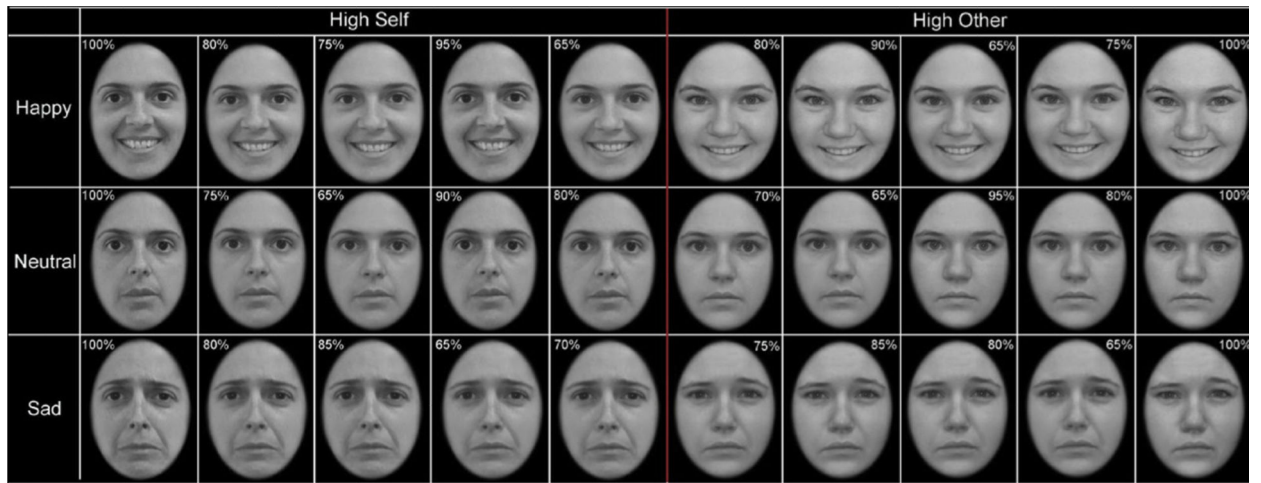 High Self High Other
100% 80% 75% 95% 65% 80% 90% 65% 75% 100%
Happy
100% 75% 65% 90% 80% 70% 65% 95% 80% 100%
Neutral
100% 80% 85% 65% 70% 75% 85% 80% 65% 100%
Sad